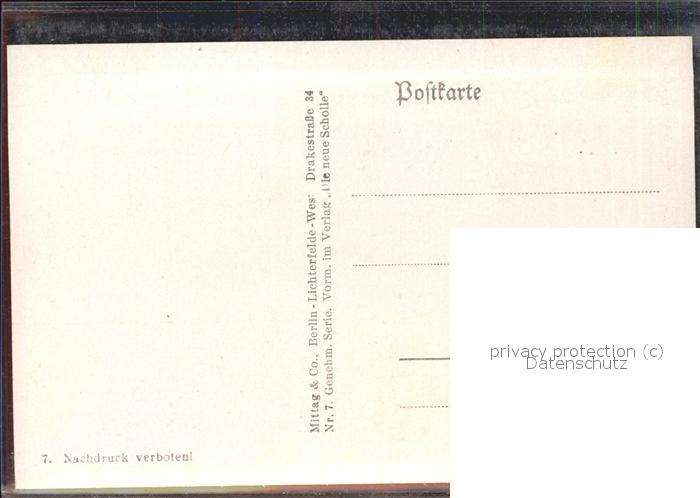 Postkarte
Mittag & Co., Berlin-Lichterfelde-Wes Drakestraße 34
Nr. 7. Genehm. Serie. Vorm. im Verlag „Die neue Scholle“
privacy protection (c)
Datenschutz
7. Nachdruck verboten!